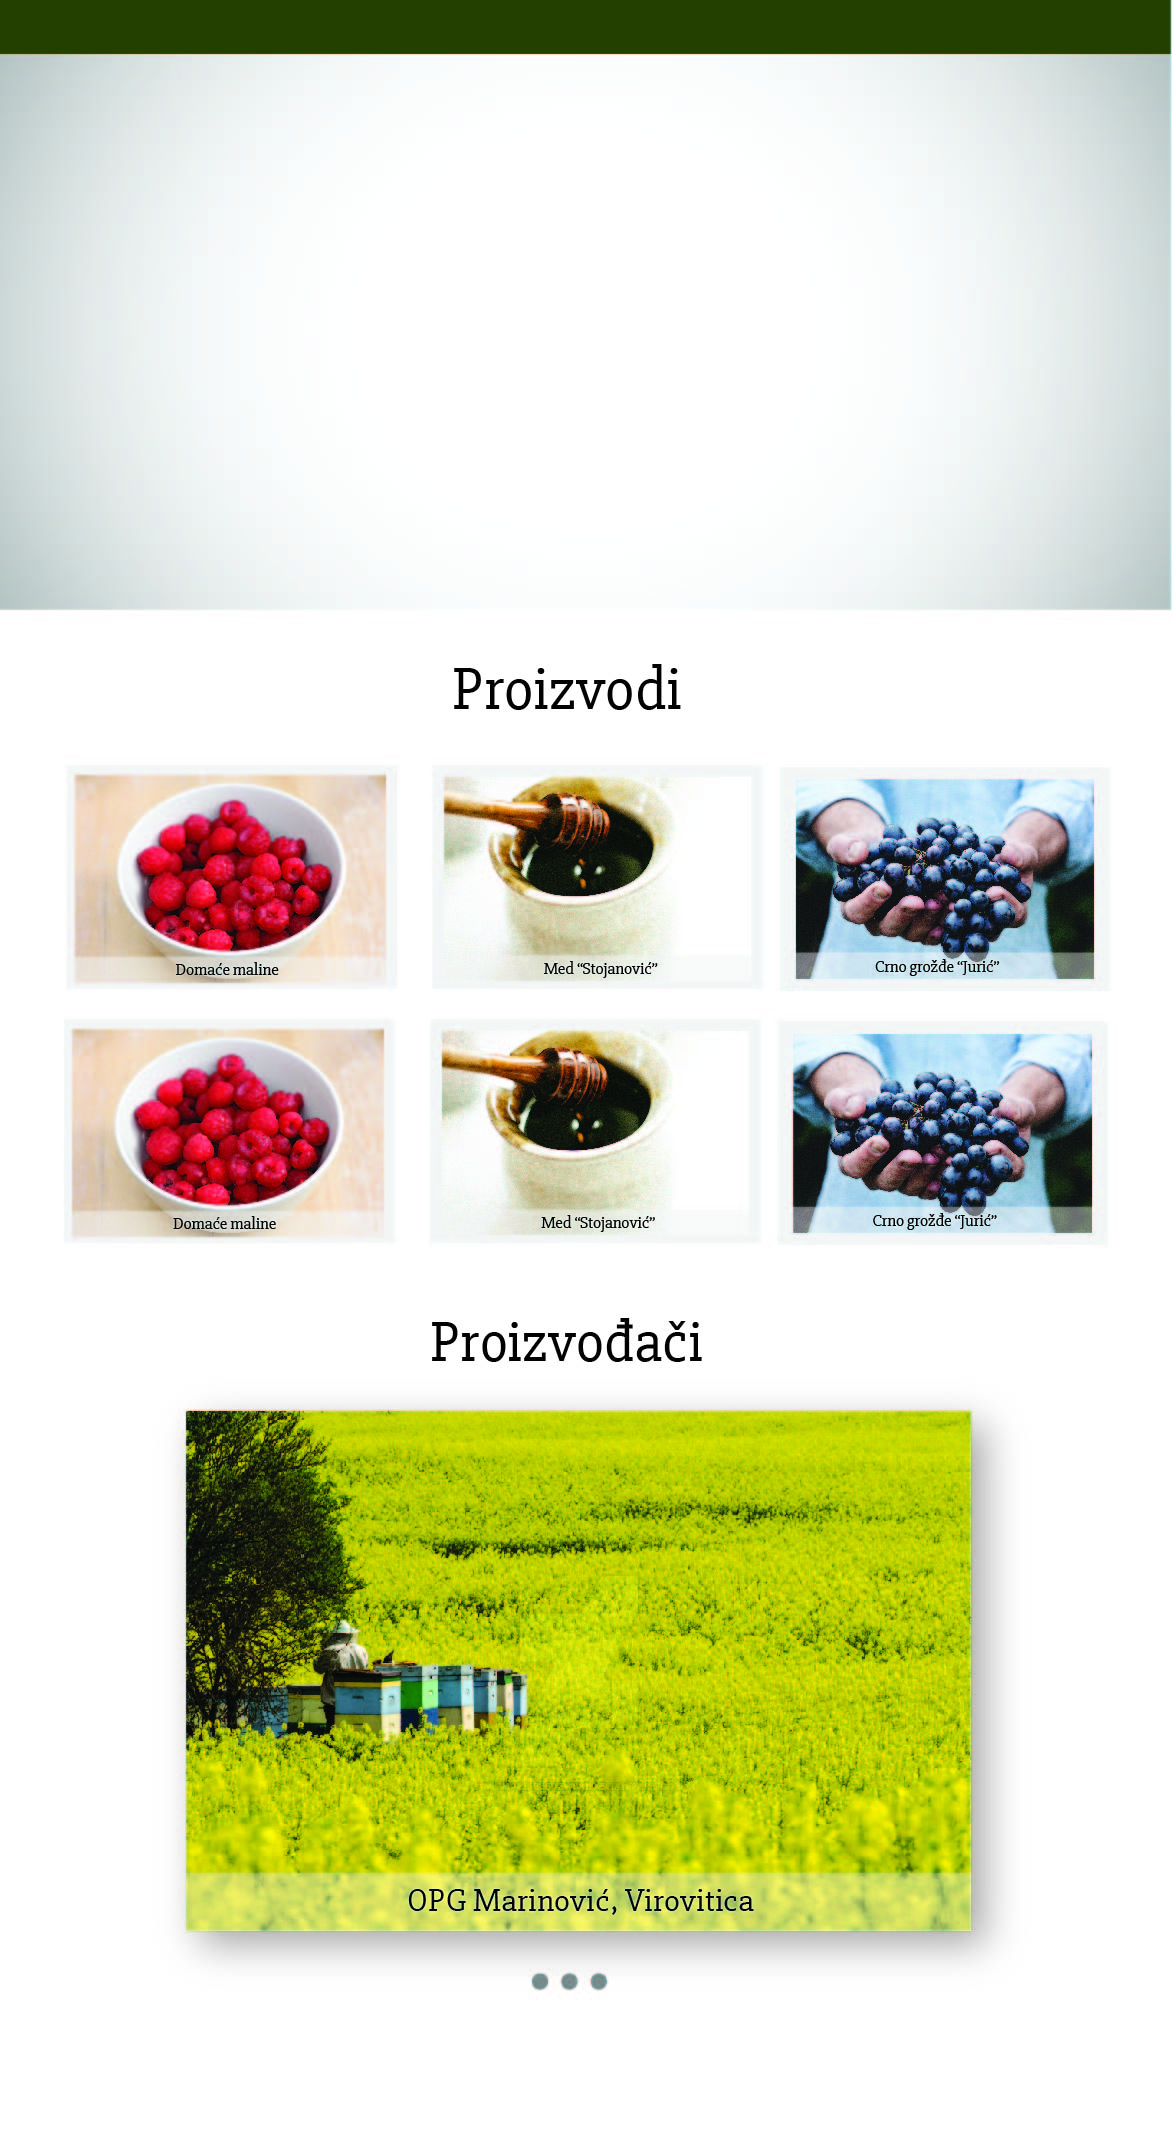 Proizvodi
Domaće maline
Med “Stojanović”
Crno grožđe “Jurić”
Domaće maline
Med “Stojanović”
Crno grožđe “Jurić”
Proizvođači
OPG Marinović, Virovitica